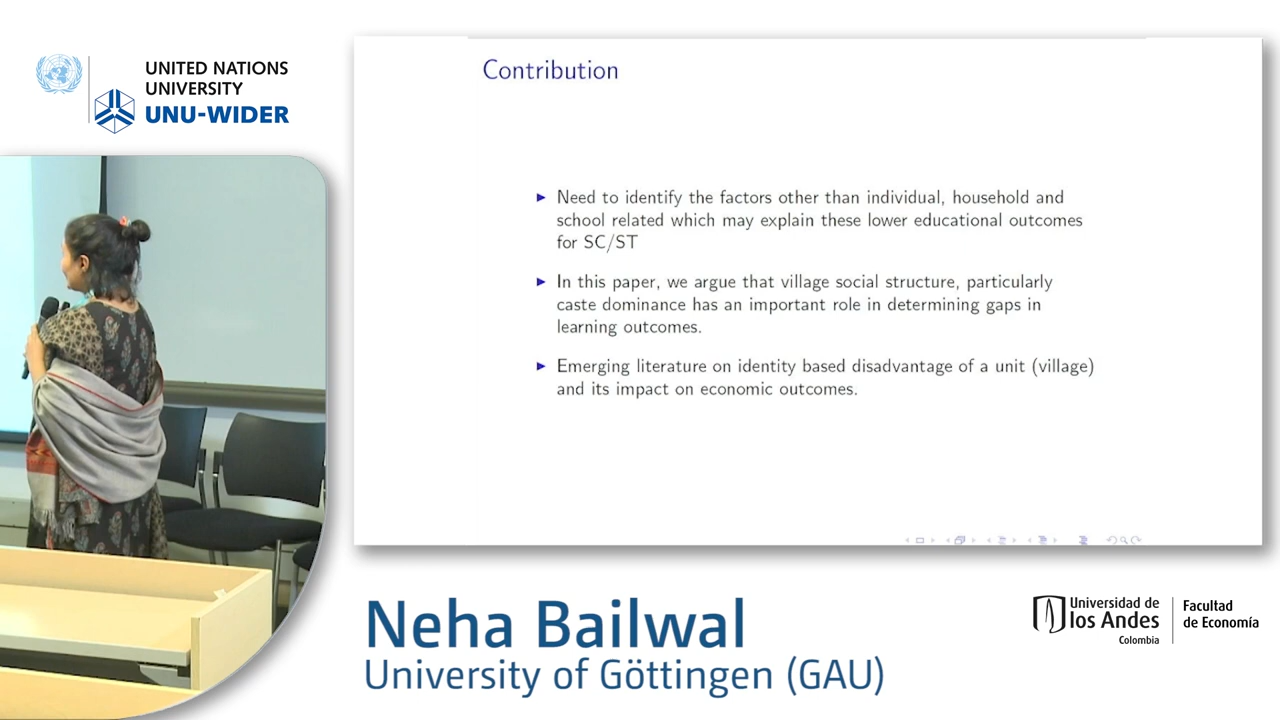 UNITED NATIONS
UNIVERSITY
UNU-WIDER
Contribution
Need to identify the factors other than individual, household and
school related which may explain these lower educational outcomes
for SC/ST
In this paper, we argue that village social structure, particularly
caste dominance has an important role in determining gaps in
learning outcomes.
Emerging literature on identity based disadvantage of a unit (village)
and its impact on economic outcomes.
Neha Bailwal
University of Göttingen (GAU)
Universidad de
los Andes
Colombia
Facultad
de Economía